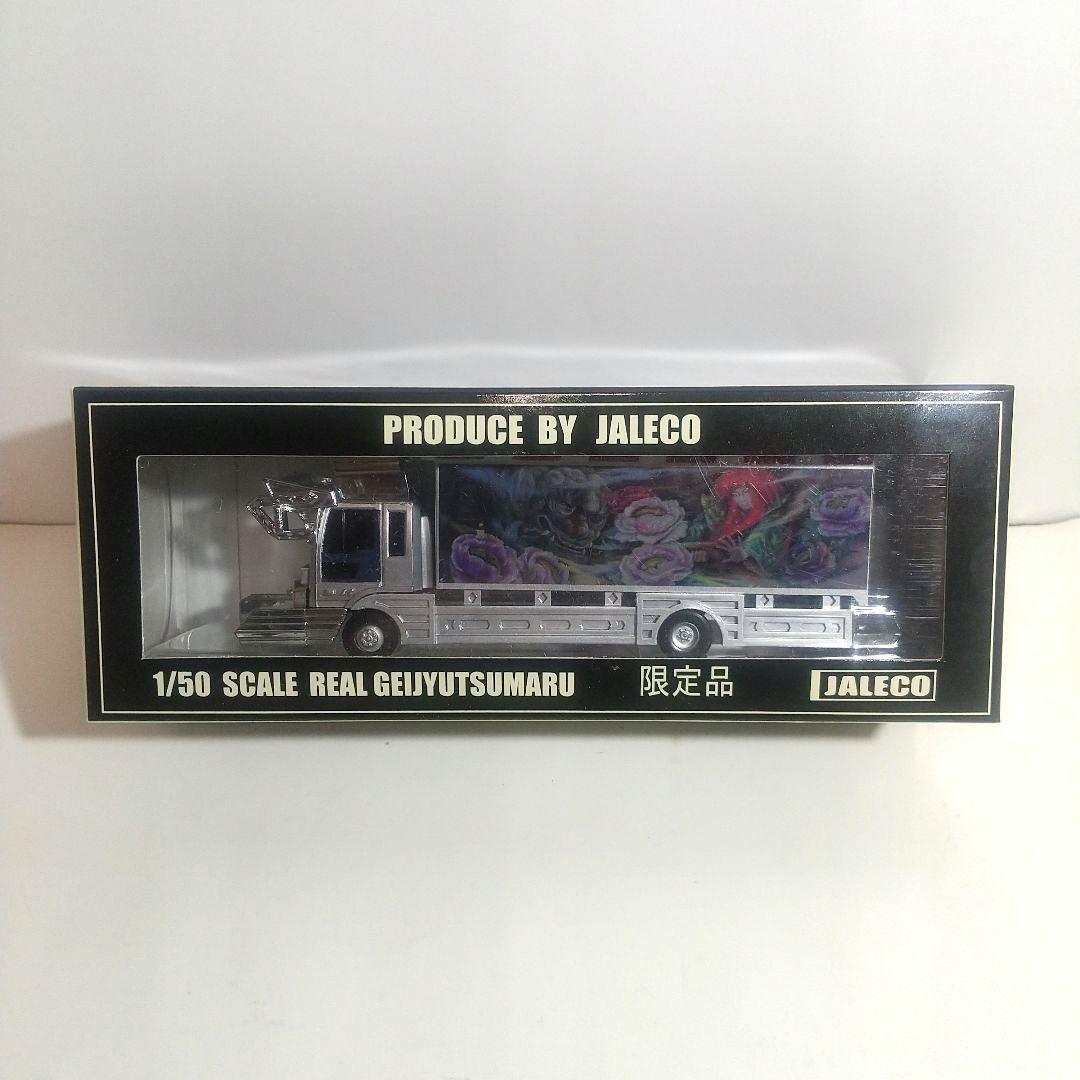 PRODUCE BY JALECO
1/50 SCALE REAL GEIJYUTSUMARU 限定品 JALECO